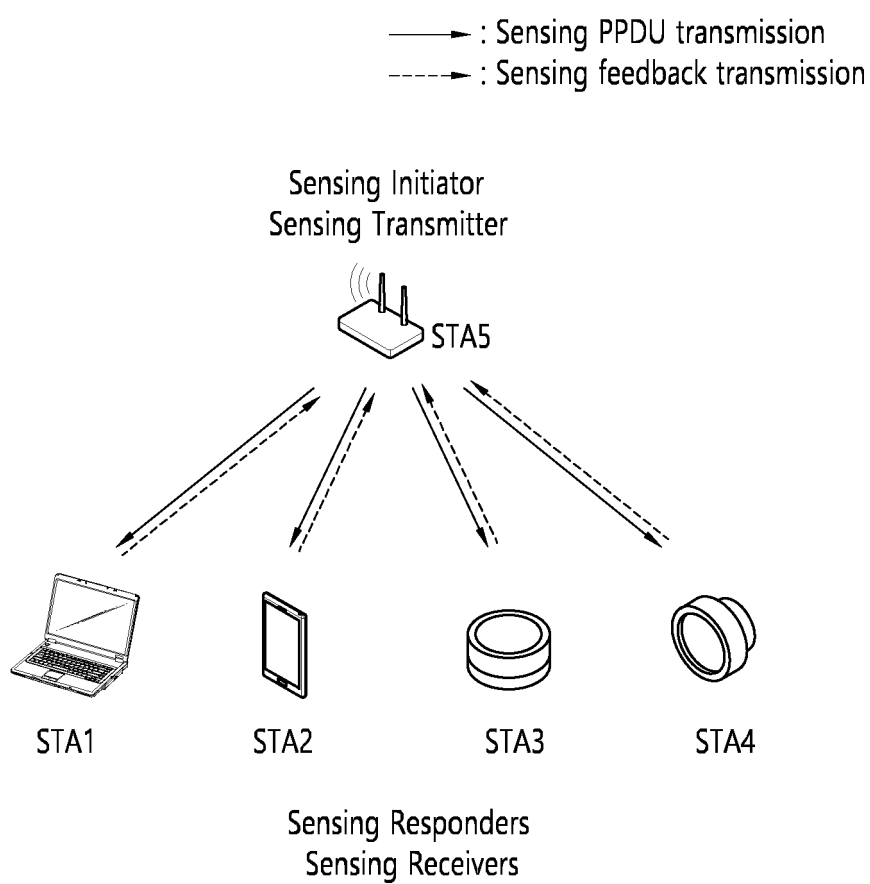 : Sensing PPDU transmission
: Sensing feedback transmission
Sensing Initiator
Sensing Transmitter
STA5
STA1
STA2
STA3
STA4
Sensing Responders
Sensing Receivers